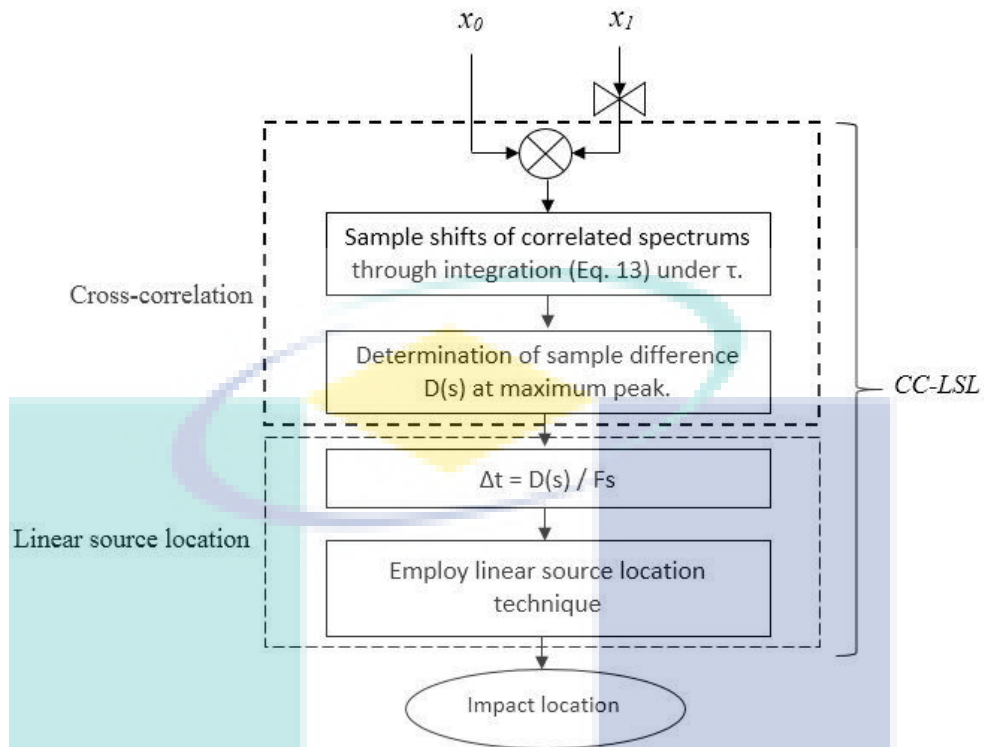 x₀
x₁
Sample shifts of correlated spectrums
through integration (Eq. 13) under τ.
Cross-correlation
Determination of sample difference
D(s) at maximum peak.
CC-LSL
Δt = D(s) / Fs
Linear source location
Employ linear source location
technique
Impact location